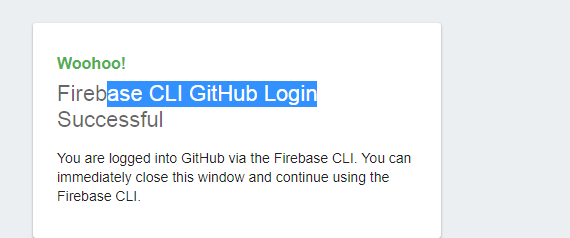 Woohoo!
Firebase CLI GitHub Login
Successful
You are logged into GitHub via the Firebase CLI. You can
immediately close this window and continue using the
Firebase CLI.